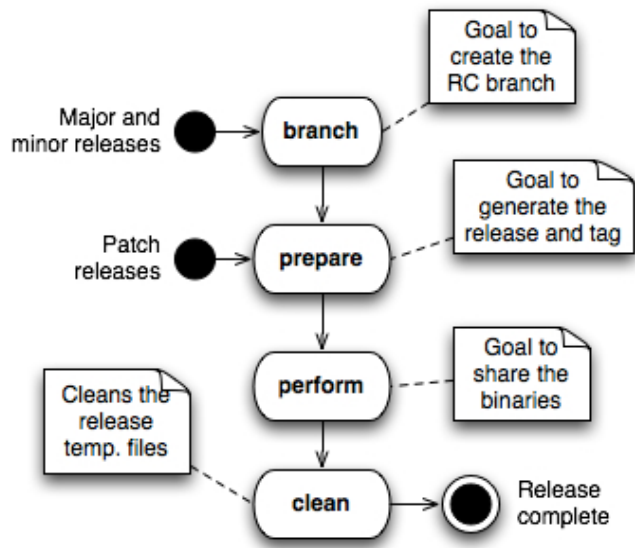 Goal to
create the
RC branch
Major and
minor releases
branch
Goal to
generate the
release and tag
Patch
releases
prepare
Goal to
share the
binaries
perform
Cleans the
release
temp. files
clean
Release
complete